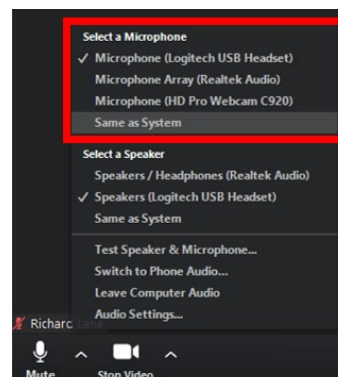 Select a Microphone
✓ Microphone (Logitech USB Headset)
Microphone Array (Realtek Audio)
Microphone (HD Pro Webcam C920)
Same as System
Select a Speaker
Speakers / Headphones (Realtek Audio)
✓ Speakers (Logitech USB Headset)
Same as System
Test Speaker & Microphone...
Switch to Phone Audio...
Leave Computer Audio
Audio Settings...
Richard Lane
Mute Stop Video